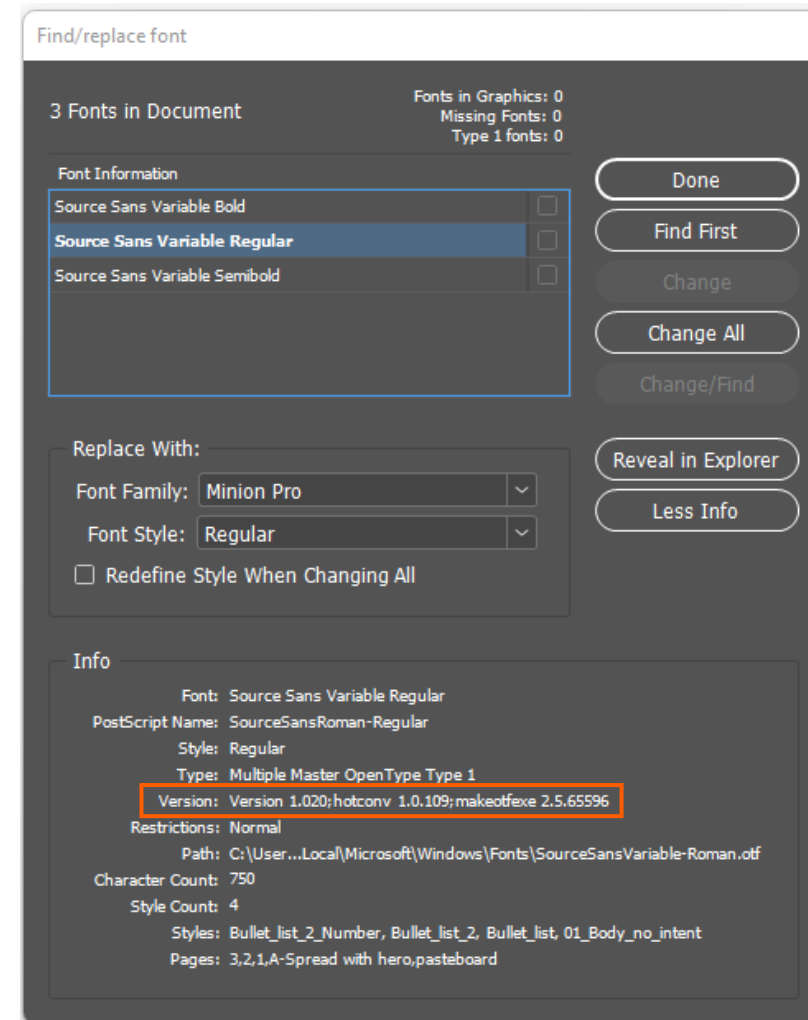 Find/replace font
3 Fonts in Document
Fonts in Graphics: 0
Missing Fonts: 0
Type 1 fonts: 0
Font Information
Source Sans Variable Bold
Source Sans Variable Regular
Source Sans Variable Semibold
Done
Find First
Change
Change All
Change/Find
Reveal in Explorer
Less Info
Replace With:
Font Family: Minion Pro
Font Style: Regular
Redefine Style When Changing All
Info
Font: Source Sans Variable Regular
PostScript Name: SourceSansRoman-Regular
Style: Regular
Type: Multiple Master OpenType Type 1
Version: Version 1.020;hotconv 1.0.109;makeotfexe 2.5.65596
Restrictions: Normal
Path: C:\User...Local\Microsoft\Windows\Fonts\SourceSansVariable-Roman.otf
Character Count: 750
Style Count: 4
Styles: Bullet_list_2_Number, Bullet_list_2, Bullet_list, 01_Body_no_intent
Pages: 3,2,1,A-Spread with hero,pasteboard